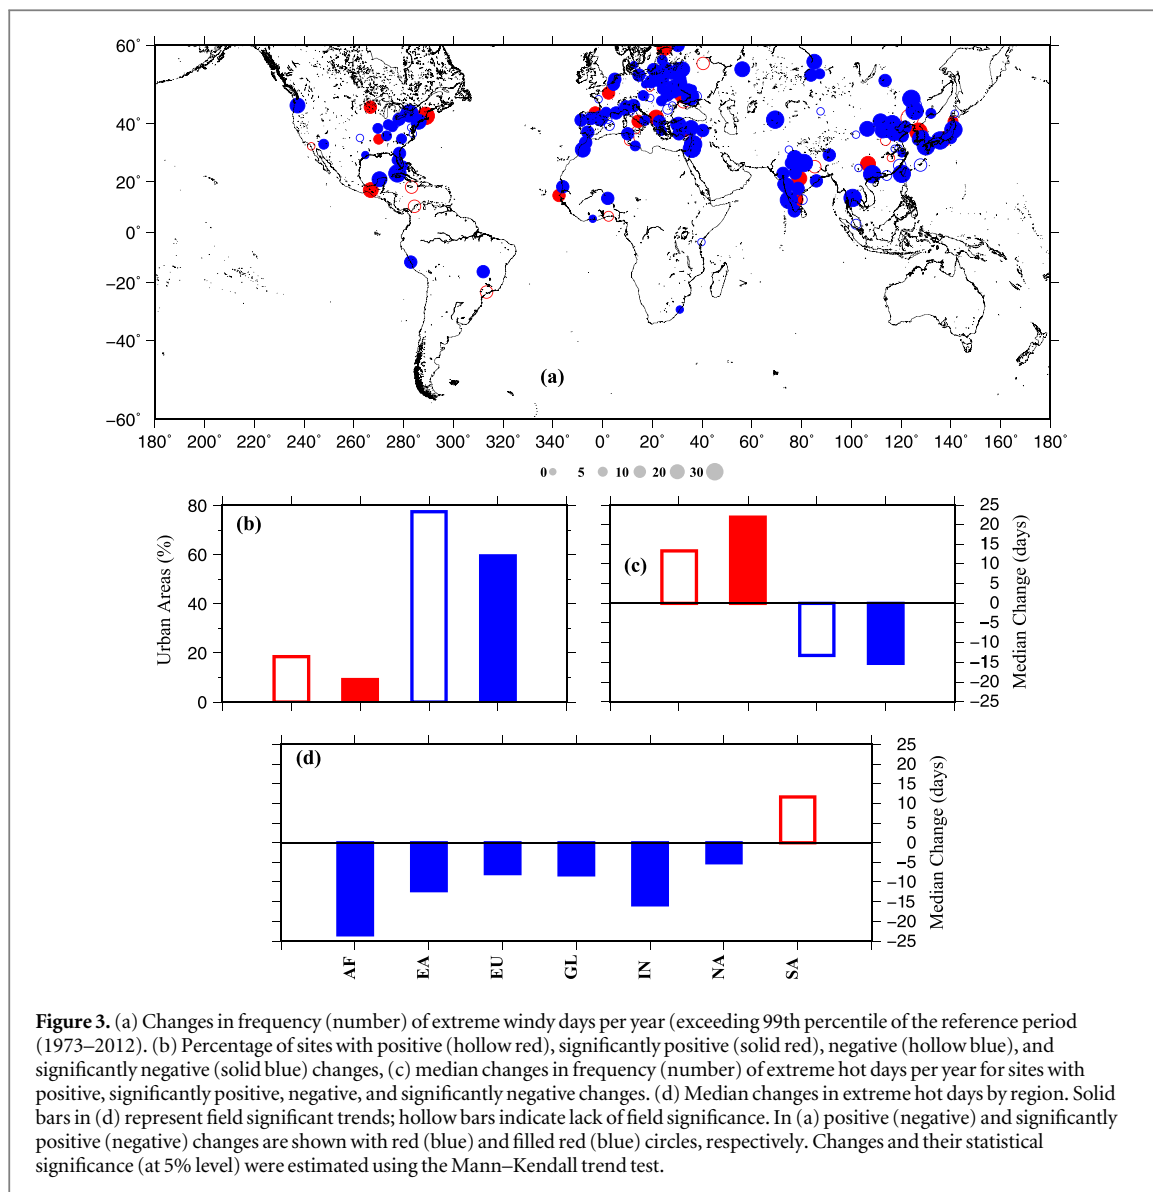 60°
40°
20°
0°
−20°
−40°
−60°
(a)
180 200° 220° 240° 260° 280° 300° 320° 340 0° 20° 40° 60° 80° 100° 120° 140° 160° 180°
0 5 10 20 30
80
60
40
20
0
Urban Areas (%)
(b)
(c)
25
20
15
10
5
0
−5
−10
−15
−20
−25
Median Change (days)
(d)
25
20
15
10
5
0
−5
−10
−15
−20
−25
Median Change (days)
AF EA EU GL IN NA SA
Figure 3. (a) Changes in frequency (number) of extreme windy days per year (exceeding 99th percentile of the reference period
(1973–2012). (b) Percentage of sites with positive (hollow red), significantly positive (solid red), negative (hollow blue), and
significantly negative (solid blue) changes, (c) median changes in frequency (number) of extreme hot days per year for sites with
positive, significantly positive, negative, and significantly negative changes. (d) Median changes in extreme hot days by region. Solid
bars in (d) represent field significant trends; hollow bars indicate lack of field significance. In (a) positive (negative) and significantly
positive (negative) changes are shown with red (blue) and filled red (blue) circles, respectively. Changes and their statistical
significance (at 5% level) were estimated using the Mann–Kendall trend test.